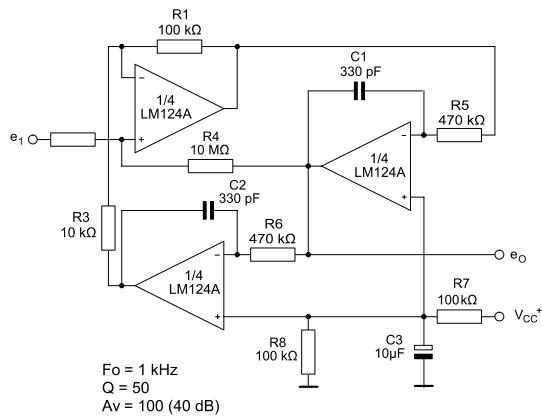 R1
100 kΩ
C1
330 pF
1/4
LM124A
R5
470 kΩ
e1
R4
10 MΩ
1/4
LM124A
C2
330 pF
R3
10 kΩ
R6
470 kΩ
1/4
LM124A
eO
R7
100kΩ
VCC+
R8
100 kΩ
C3
10µF
Fo = 1 kHz
Q = 50
Av = 100 (40 dB)